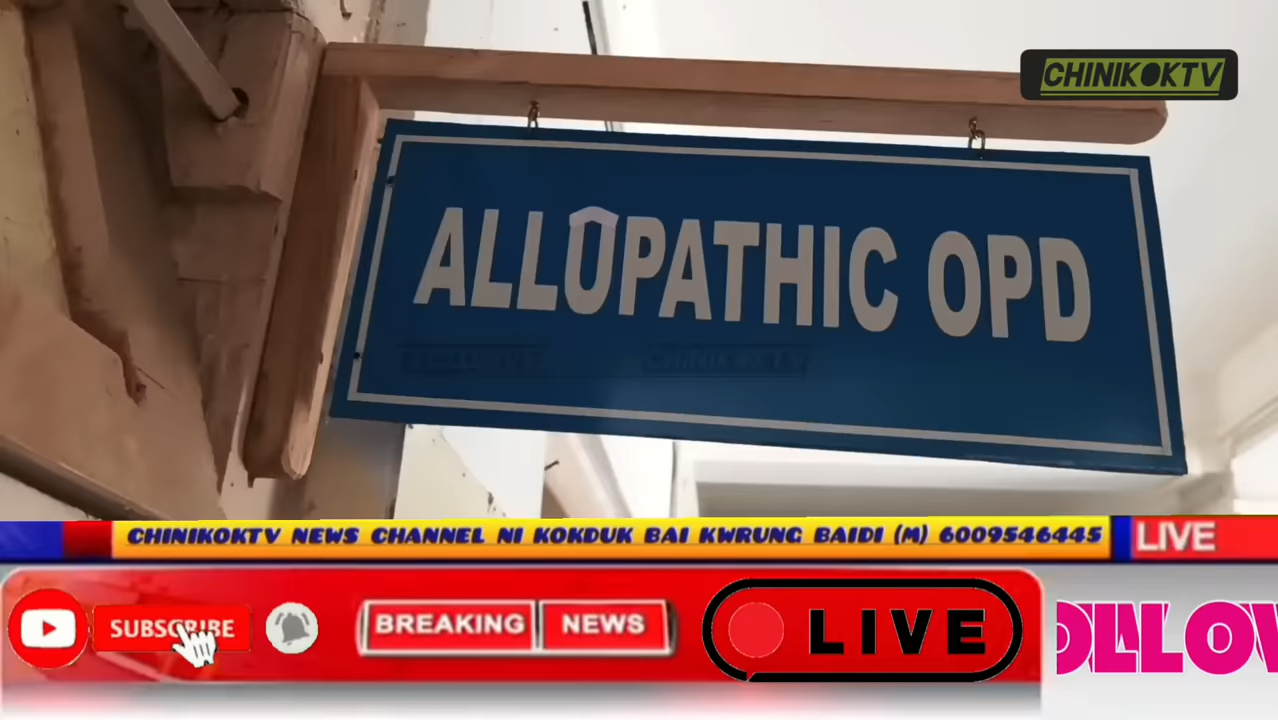 CHINIKOKTV
ALLOPATHIC OPD
CHINIKOKTV NEWS CHANNEL NI KOKDUK BAI KWRUNG BAIDI (M) 6009546445
LIVE
SUBSCRIBE
BREAKING NEWS
LIVE